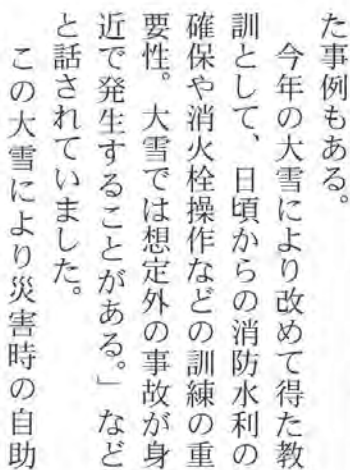 た事例もある。
今年の大雪により改めて得た教
訓として、日頃からの消防水利の
確保や消火栓操作などの訓練の重
要性。大雪では想定外の事故が身
近で発生することがある。」など
と話されていました。
この大雪により災害時の自助